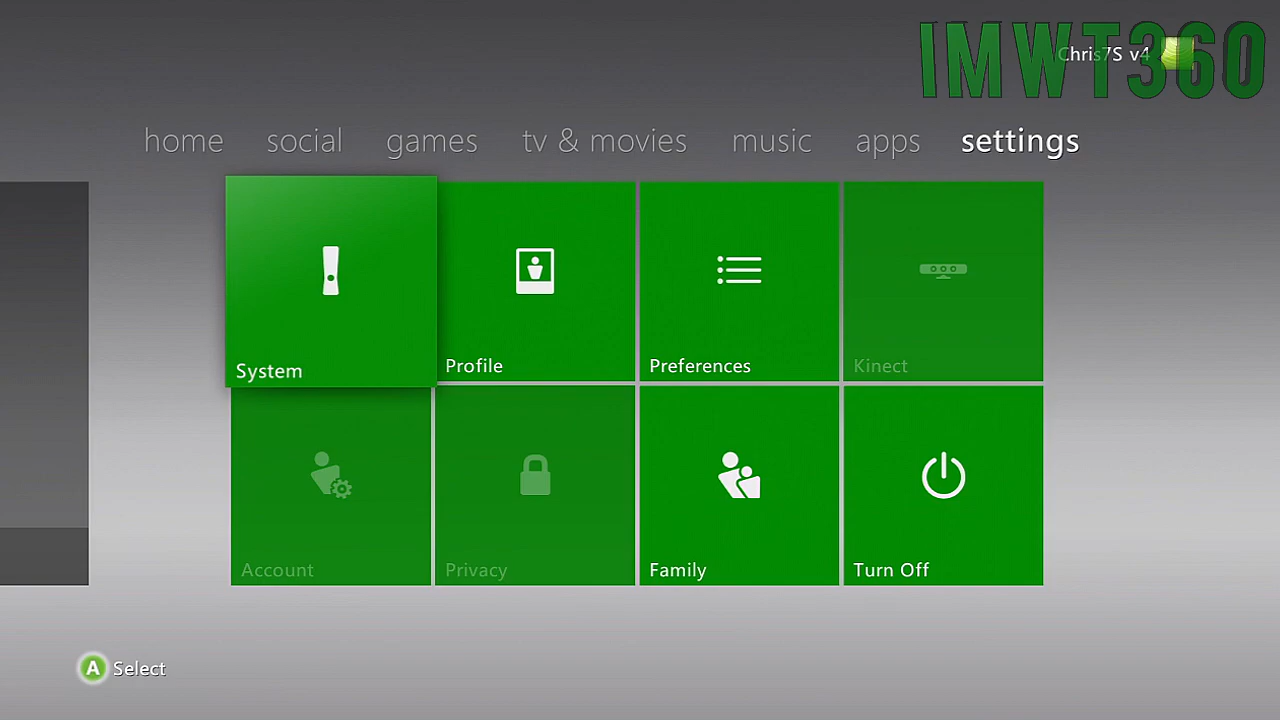 IMWT360
Chris7S v4
home social games tv & movies music apps settings
System Profile Preferences Kinect
Account Privacy Family Turn Off
A Select